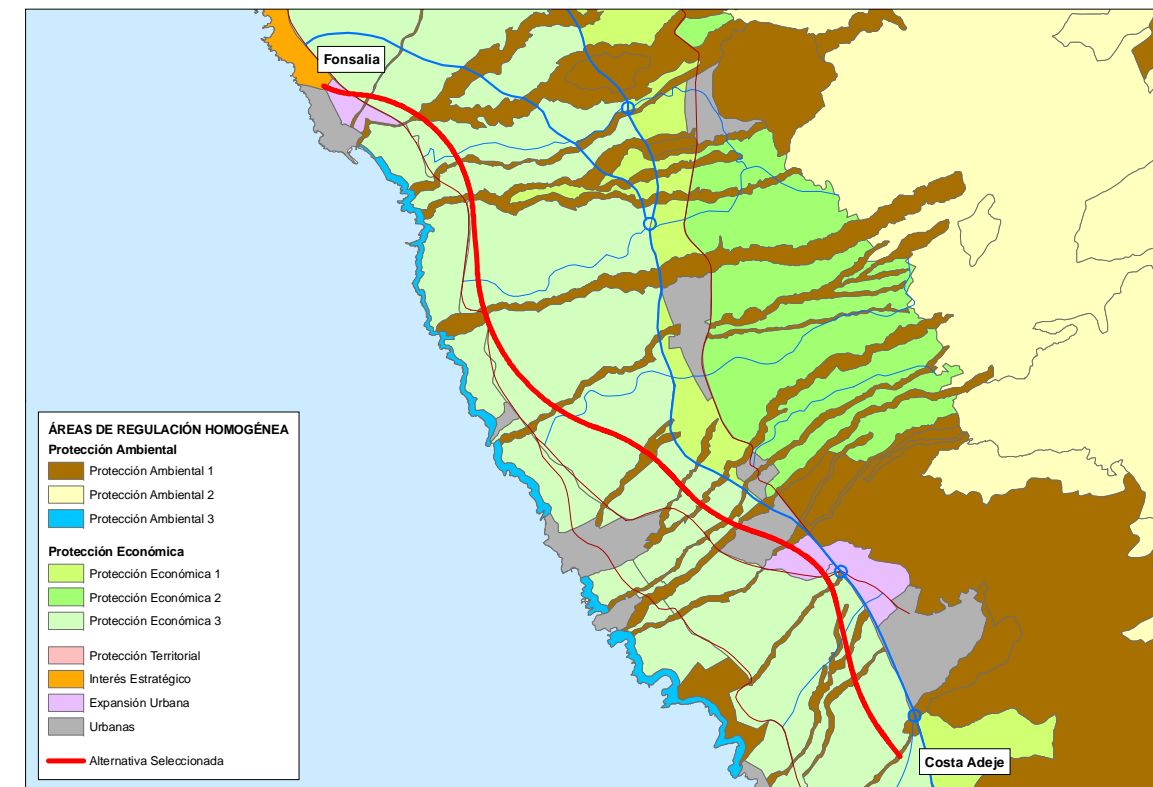 Fonsalia
ÁREAS DE REGULACIÓN HOMOGÉNEA
Protección Ambiental
Protección Ambiental 1
Protección Ambiental 2
Protección Ambiental 3
Protección Económica
Protección Económica 1
Protección Económica 2
Protección Económica 3
Protección Territorial
Interés Estratégico
Expansión Urbana
Urbanas
Alternativa Seleccionada
Costa Adeje